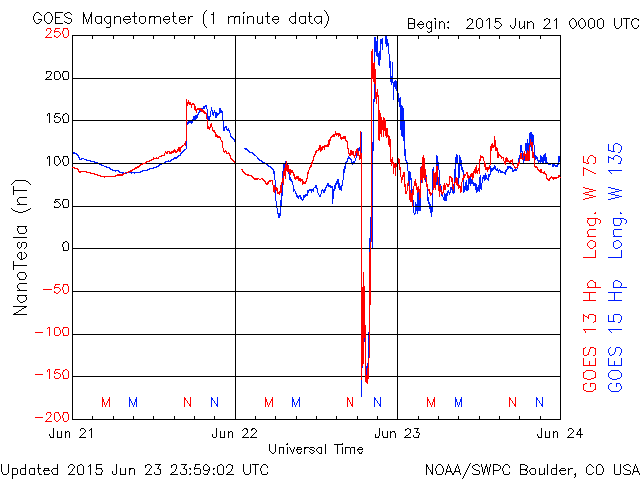 GOES Magnetometer (1 minute data)
Begin: 2015 Jun 21 0000 UTC
250
200
150
100
50
0
−50
−100
−150
−200
NanoTesla (nT)
M M N N M M N N M M N N
Jun 21 Jun 22 Jun 23 Jun 24
Universal Time
GOES 13 Hp Long. W 75
GOES 15 Hp Long. W 135
Updated 2015 Jun 23 23:59:02 UTC
NOAA/SWPC Boulder, CO USA